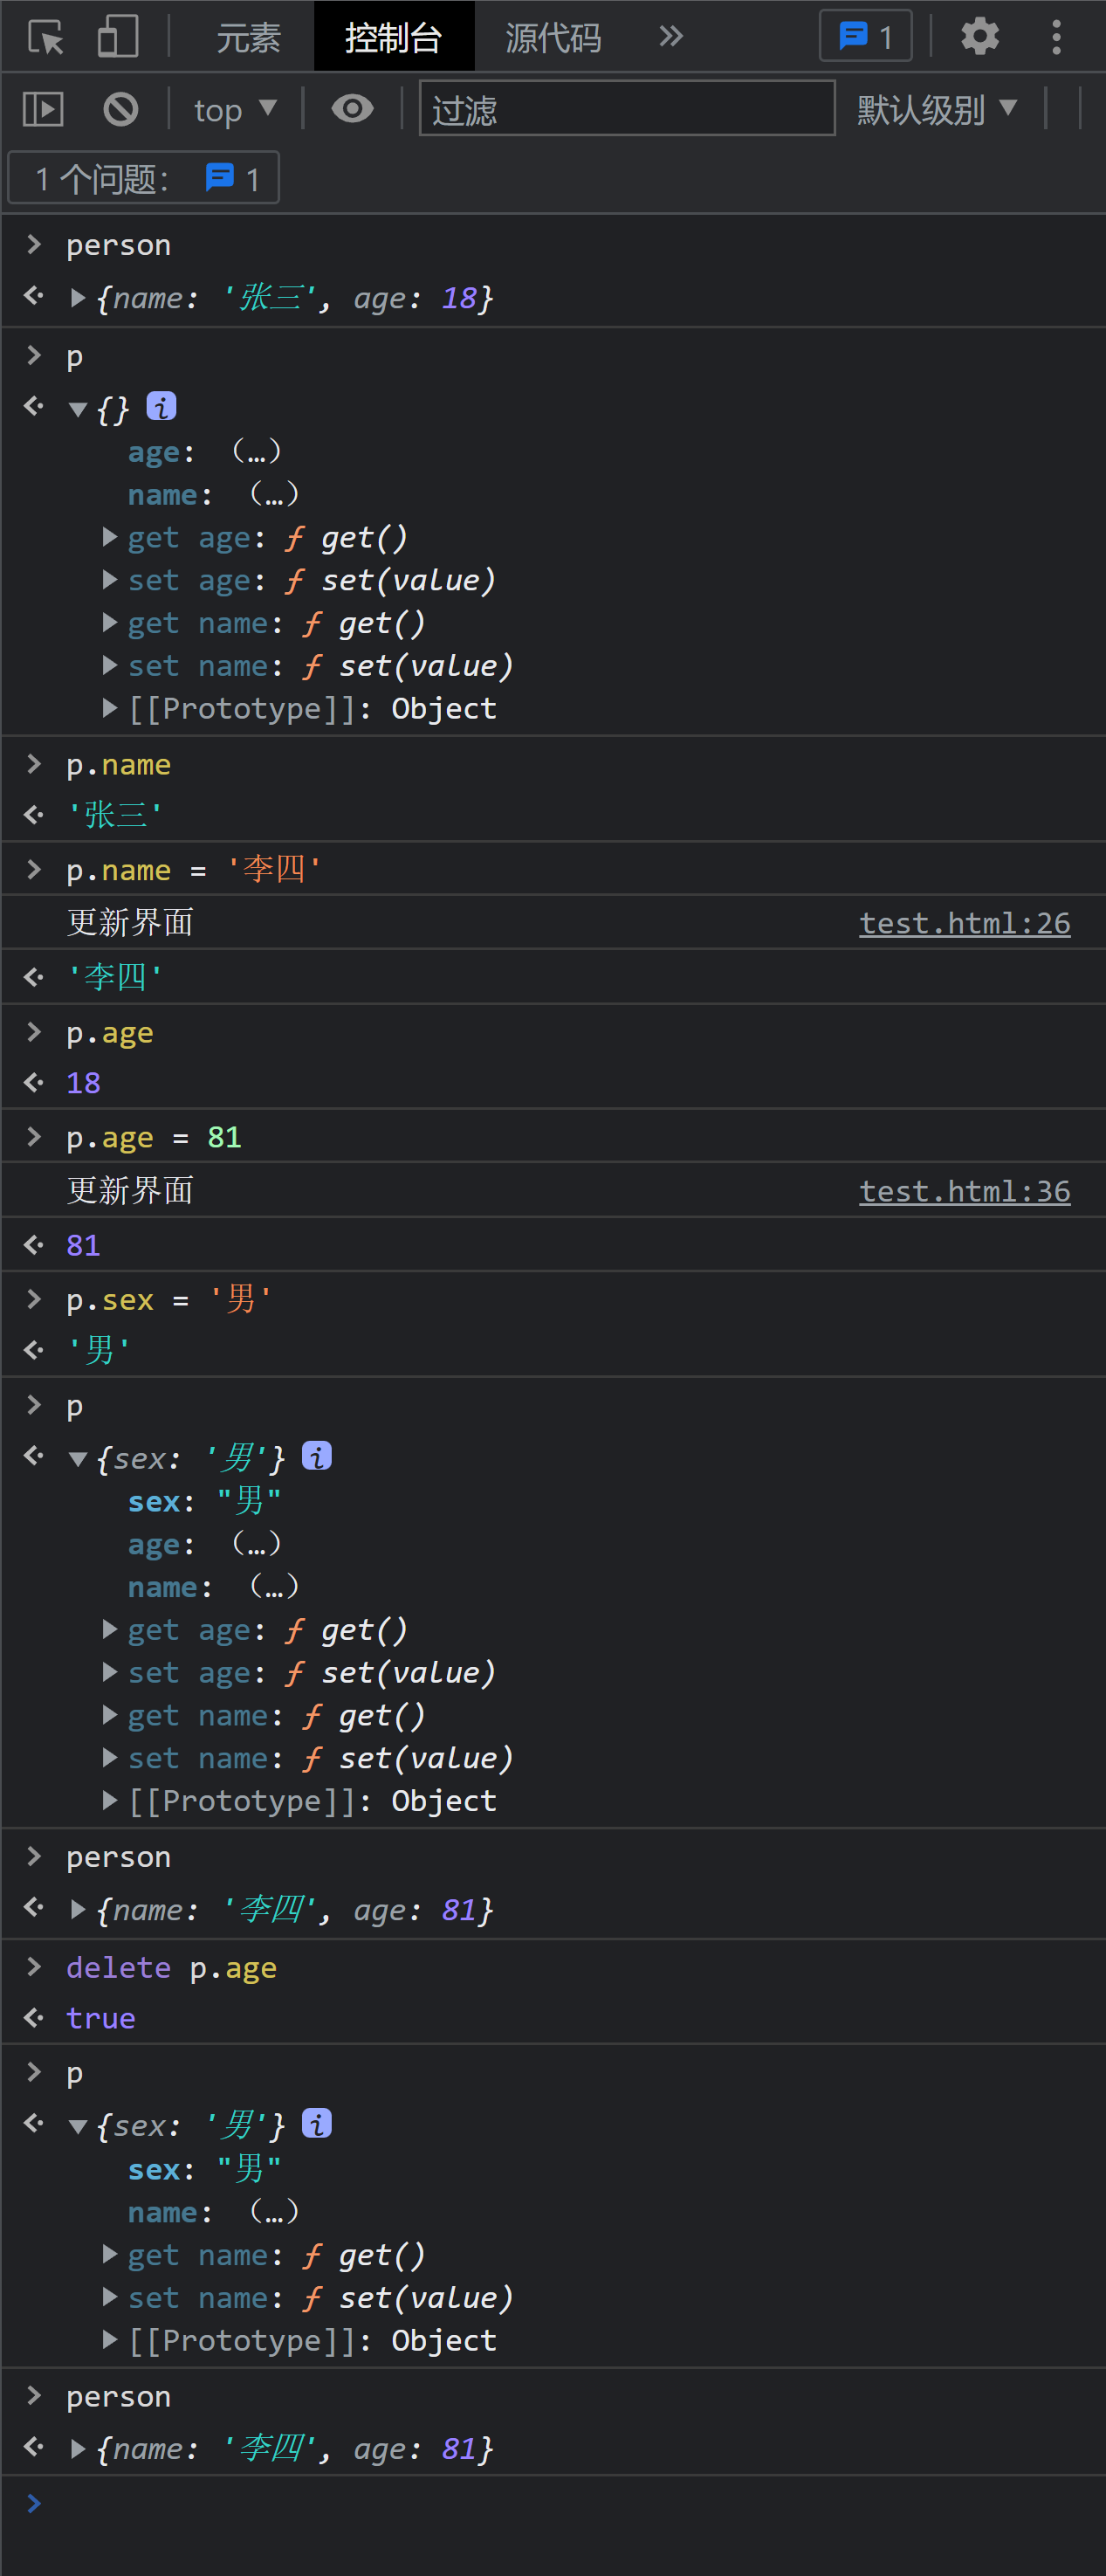 元素 控制台 源代码 1
top 过滤 默认级别
1 个问题： 1
person
{name: '张三', age: 18}
p
{} i
age: （…）
name: （…）
get age: ƒ get()
set age: ƒ set(value)
get name: ƒ get()
set name: ƒ set(value)
[[Prototype]]: Object
p.name
'张三'
p.name = '李四'
更新界面 test.html:26
'李四'
p.age
18
p.age = 81
更新界面 test.html:36
81
p.sex = '男'
'男'
p
{sex: '男'} i
sex: "男"
age: （…）
name: （…）
get age: ƒ get()
set age: ƒ set(value)
get name: ƒ get()
set name: ƒ set(value)
[[Prototype]]: Object
person
{name: '李四', age: 81}
delete p.age
true
p
{sex: '男'} i
sex: "男"
name: （…）
get name: ƒ get()
set name: ƒ set(value)
[[Prototype]]: Object
person
{name: '李四', age: 81}